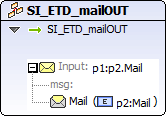 SI_ETD_mailOUT
SI_ETD_mailOUT
Input: p1:p2.Mail
msg:
Mail ( E p2:Mail)